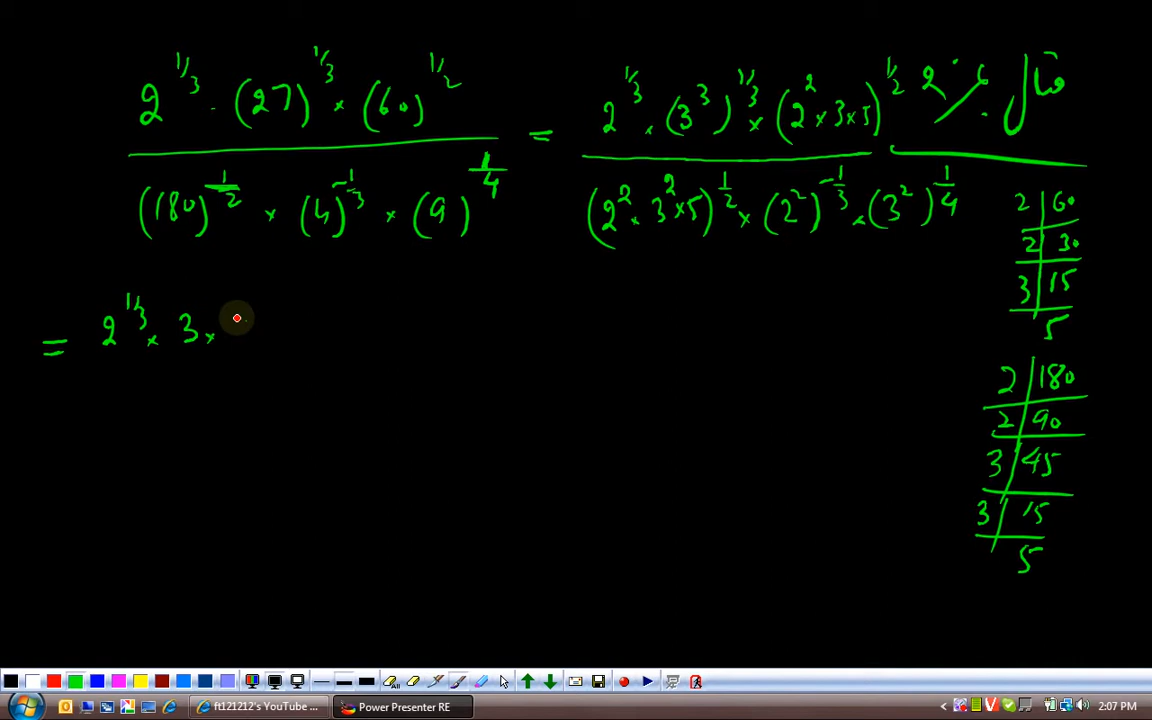 2^{1/3} · (27)^{1/3} × (60)^{1/2} = 2^{1/3} · (3^3)^{1/3} × (2^2 × 3 × 5)^{1/2}
(180)^{1/2} × (4)^{-1/3} × (9)^{1/4}
(2^2 × 3^2 × 5)^{1/2} × (2^2)^{-1/3} × (3^2)^{1/4}
= 2^{1/3} × 3 ×
2 | 60
2 | 30
3 | 15
5
2 | 180
2 | 90
3 | 45
3 | 15
5
ft121212's YouTube ...
Power Presenter RE
2:07 PM